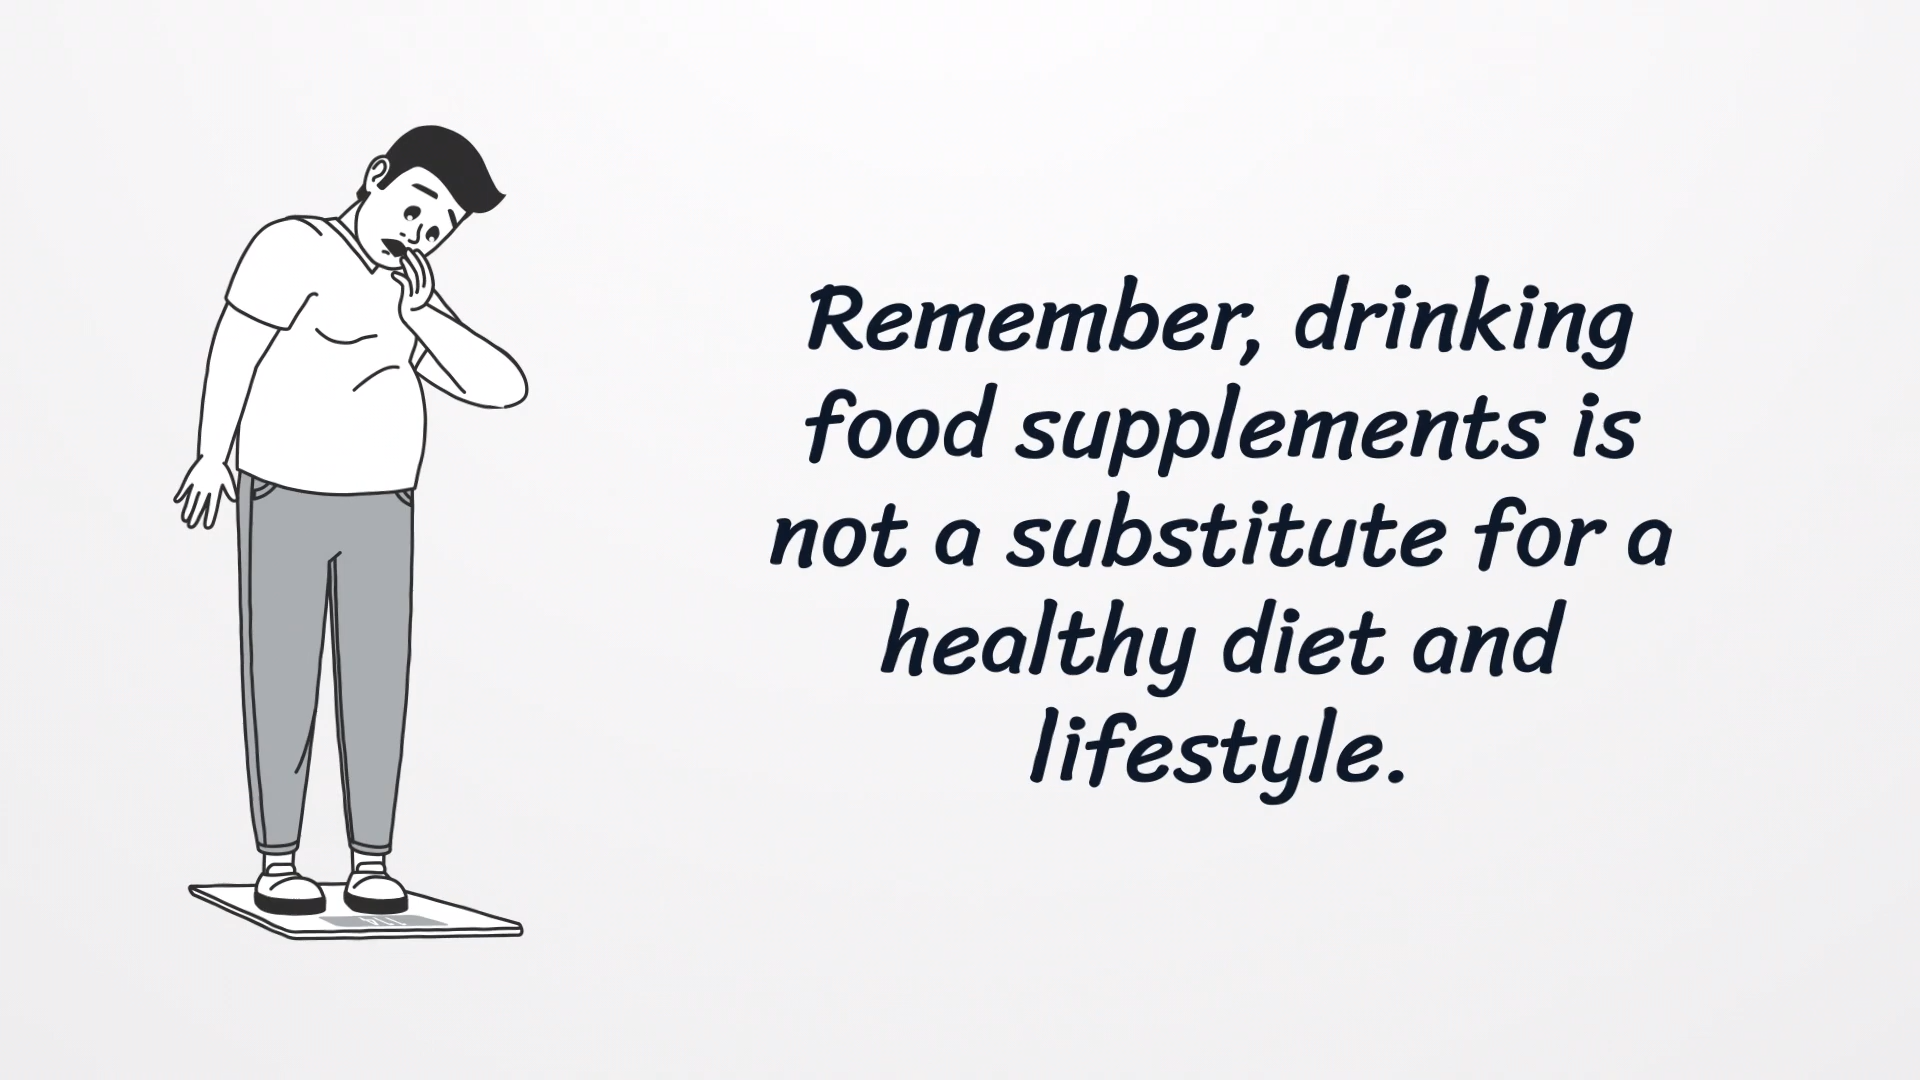 Remember, drinking
food supplements is
not a substitute for a
healthy diet and
lifestyle.